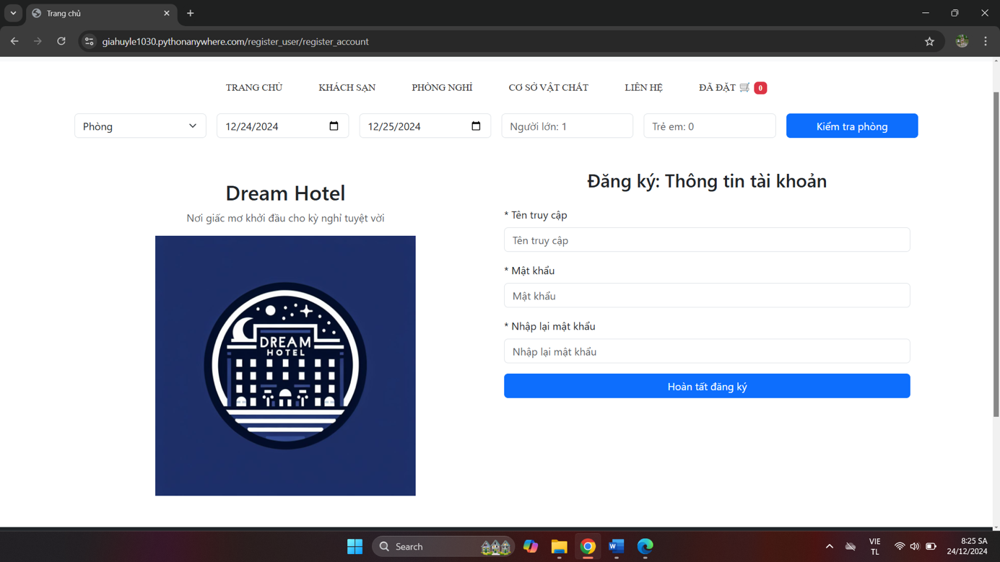 Trang chủ
giahuyle1030.pythonanywhere.com/register_user/register_account
TRANG CHỦ KHÁCH SẠN PHÒNG NGHỈ CƠ SỞ VẬT CHẤT LIÊN HỆ ĐÃ ĐẶT 🛒 0
Phòng 12/24/2024 12/25/2024 Người lớn: 1 Trẻ em: 0 Kiểm tra phòng
Dream Hotel
Nơi giấc mơ khởi đầu cho kỳ nghỉ tuyệt vời
DREAM
HOTEL
Đăng ký: Thông tin tài khoản
* Tên truy cập
Tên truy cập
* Mật khẩu
Mật khẩu
* Nhập lại mật khẩu
Nhập lại mật khẩu
Hoàn tất đăng ký
Search
VIE
TL
8:25 SA
24/12/2024